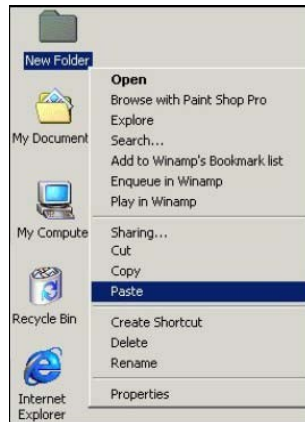 New Folder
Open
Browse with Paint Shop Pro
Explore
My Document
Search...
Add to Winamp's Bookmark list
Enqueue in Winamp
Play in Winamp
My Compute
Sharing...
Cut
Copy
Paste
Recycle Bin
Create Shortcut
Delete
Rename
Internet
Explorer
Properties